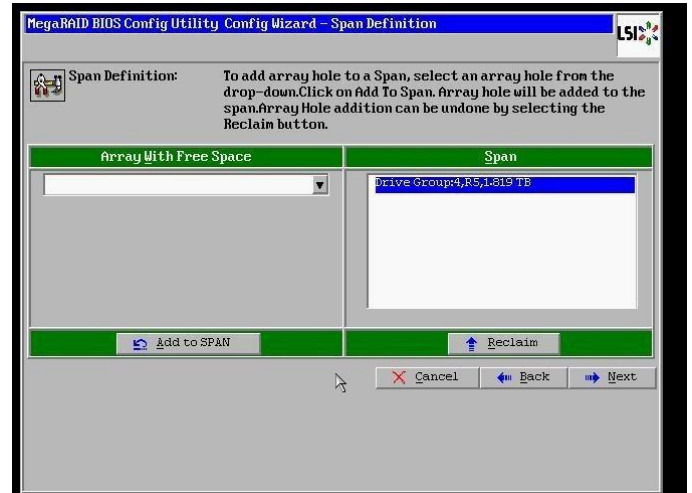 MegaRAID BIOS Config Utility Config Wizard – Span Definition
LSI
Span Definition:
To add array hole to a Span, select an array hole from the
drop-down.Click on Add To Span. Array hole will be added to the
span.Array Hole addition can be undone by selecting the
Reclaim button.
Array With Free Space
Span
Drive Group:4,R5,1.819 TB
Add to SPAN
Reclaim
Cancel
Back
Next